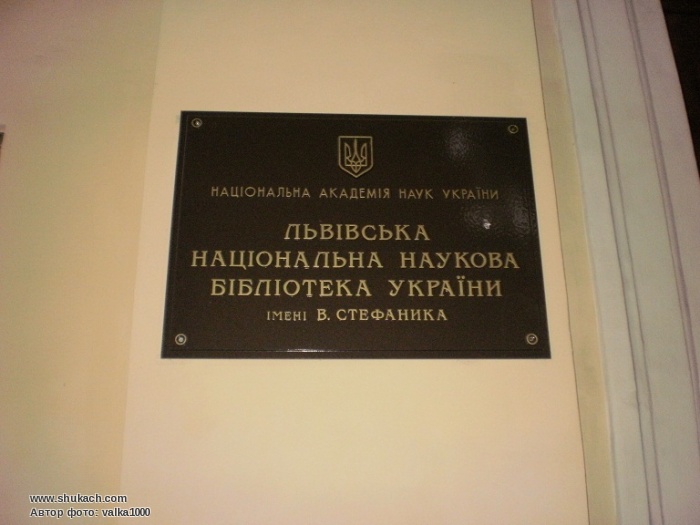 НАЦІОНАЛЬНА АКАДЕМІЯ НАУК УКРАЇНИ
ЛЬВІВСЬКА
НАЦІОНАЛЬНА НАУКОВА
БІБЛІОТЕКА УКРАЇНИ
ІМЕНІ В. СТЕФАНИКА
www.shukach.com
Автор фото: valka1000